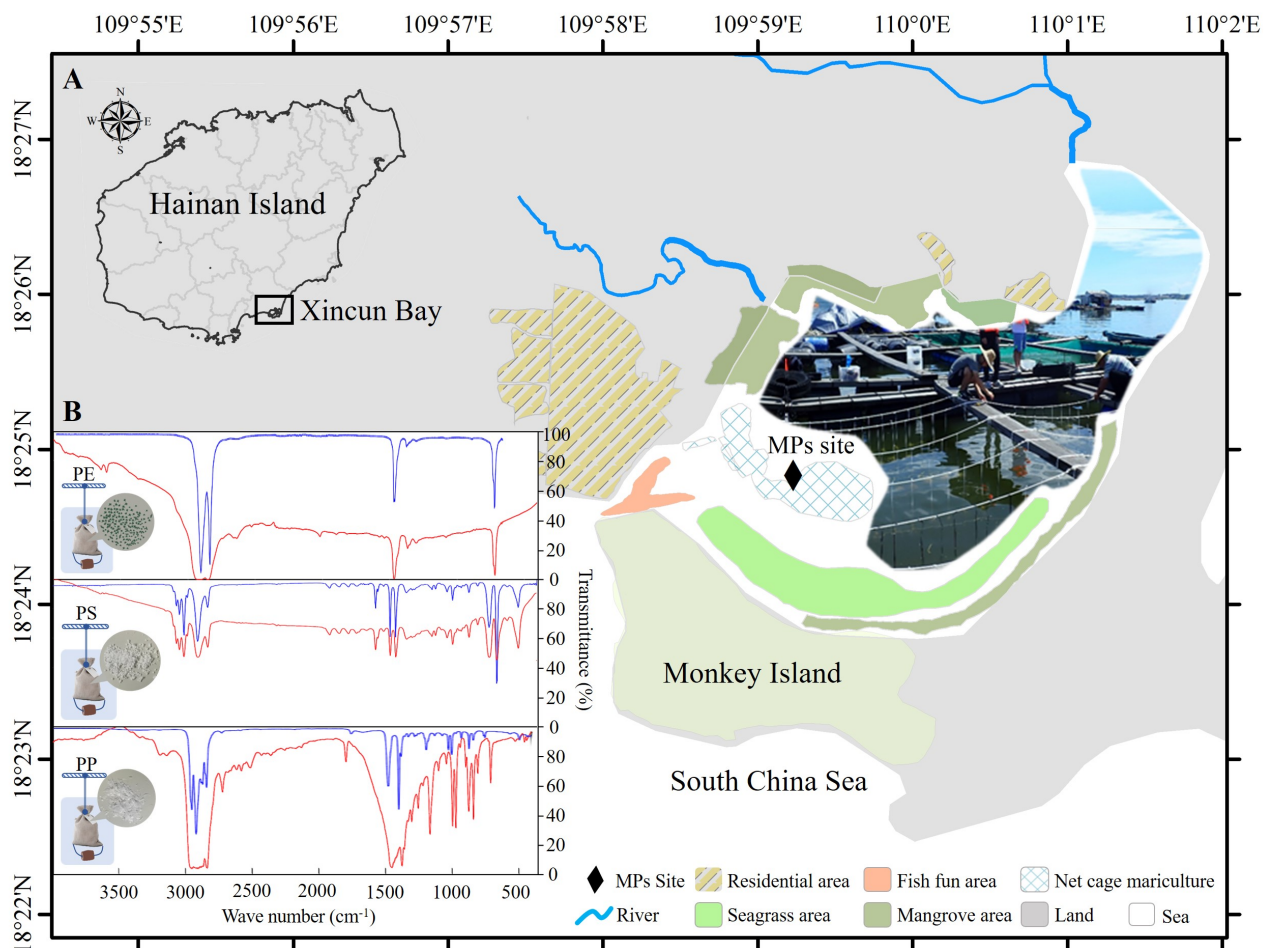 109°55'E 109°56'E 109°57'E 109°58'E 109°59'E 110°0'E 110°1'E 110°2'E
18°27'N
18°26'N
18°25'N
18°24'N
18°23'N
18°22'N
A
N
W E
S
Hainan Island
Xincun Bay
B
PE
100
80
60
40
20
0
PS
80
60
40
20
0
PP
80
60
40
20
0
Transmittance (%)
3500 3000 2500 2000 1500 1000 500
Wave number (cm⁻¹)
MPs site
Monkey Island
South China Sea
MPs Site Residential area Fish fun area Net cage mariculture
River Seagrass area Mangrove area Land Sea